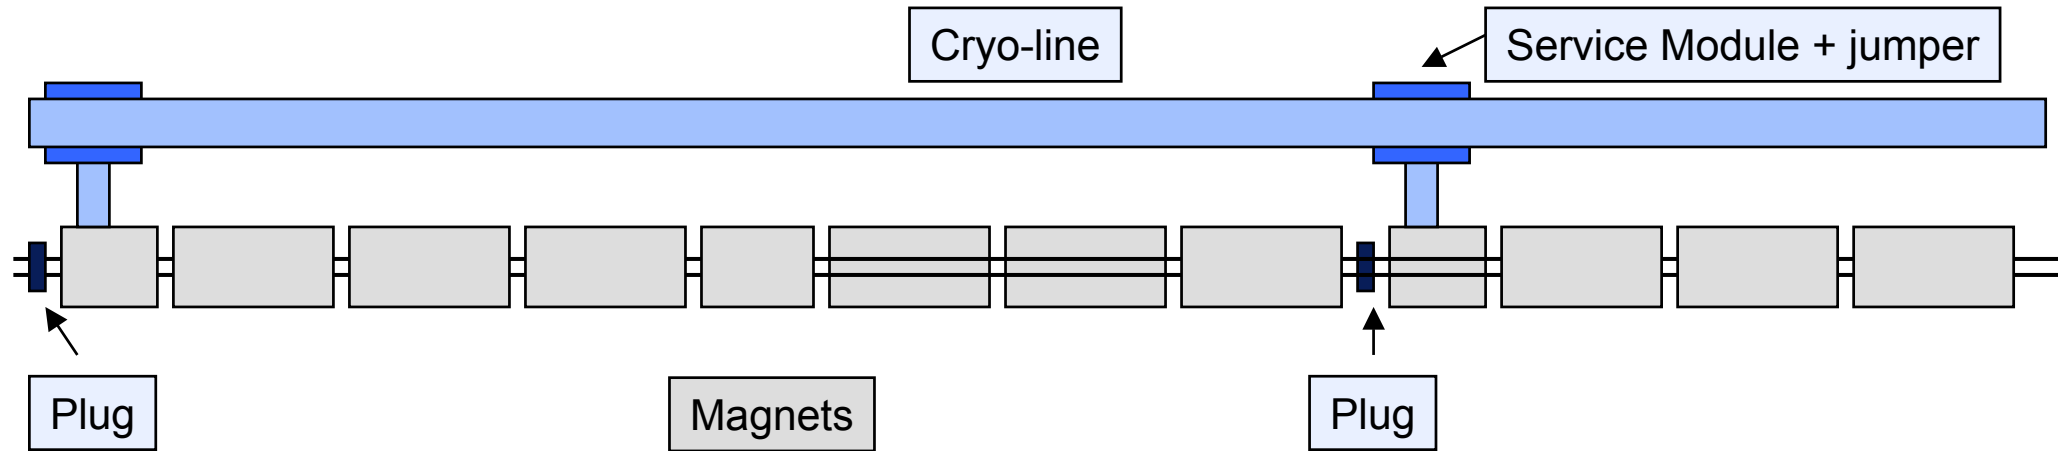 Cryo-line
Service Module + jumper
Plug
Magnets
Plug